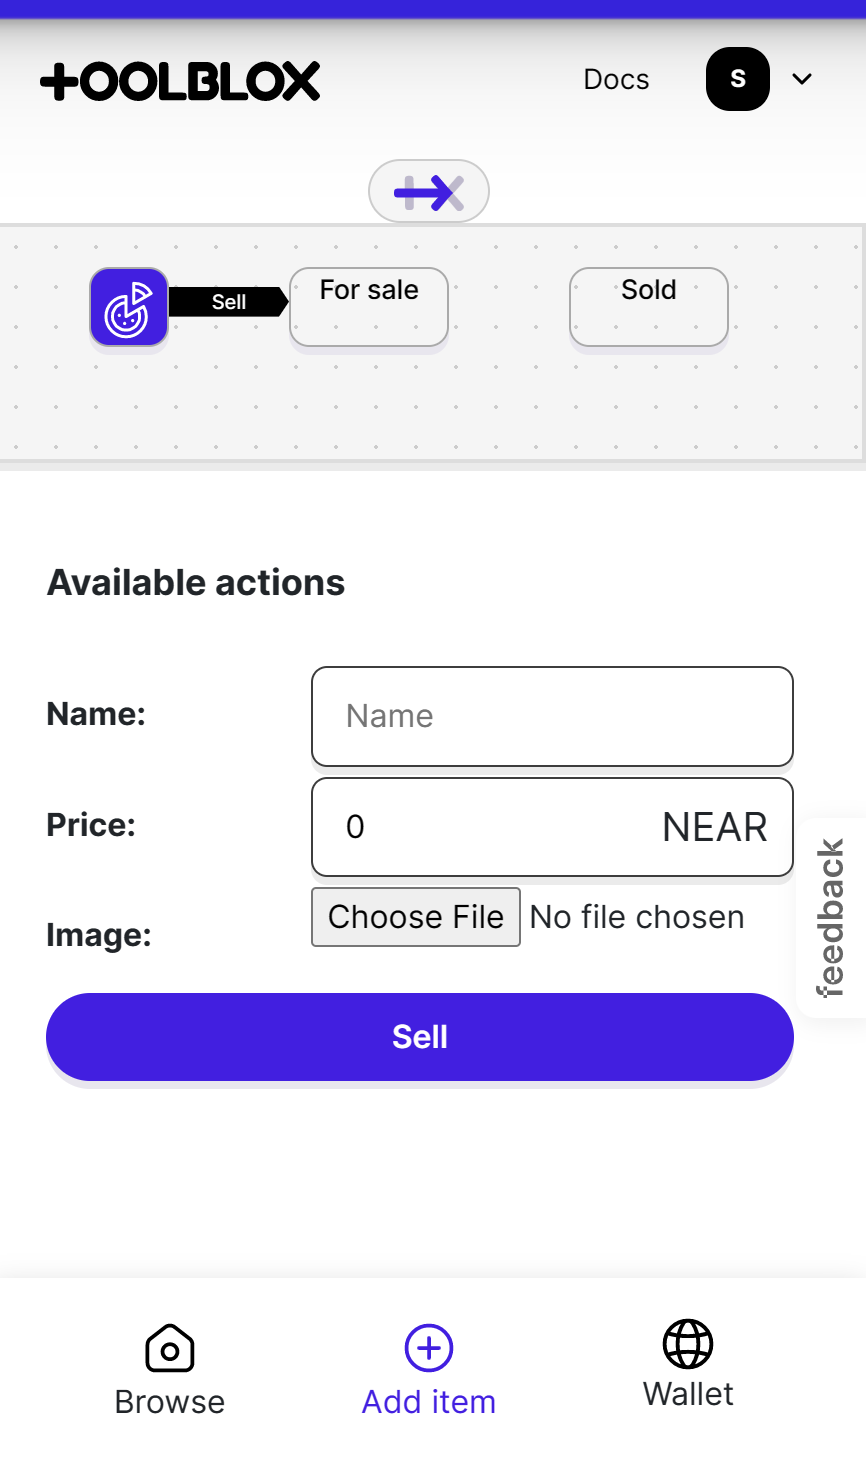 TOOLBLOX
Docs
S
Sell
For sale
Sold
Available actions
Name:
Name
Price:
0 NEAR
Image:
Choose File No file chosen
Sell
feedback
Browse
Add item
Wallet